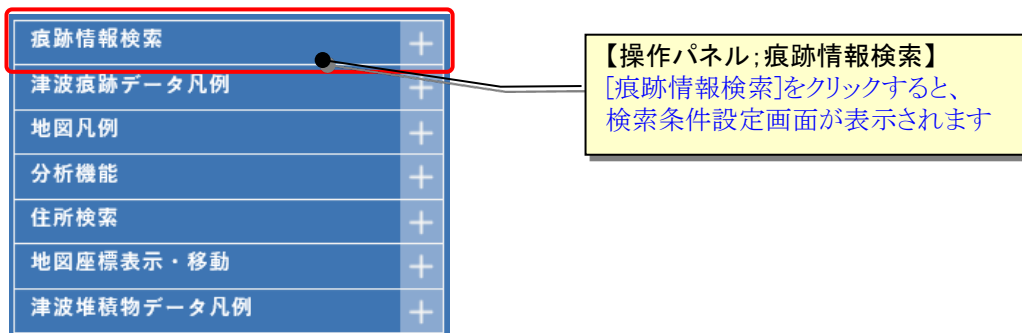 痕跡情報検索
津波痕跡データ凡例
地図凡例
分析機能
住所検索
地図座標表示・移動
津波堆積物データ凡例
【操作パネル;痕跡情報検索】
[痕跡情報検索]をクリックすると、
検索条件設定画面が表示されます